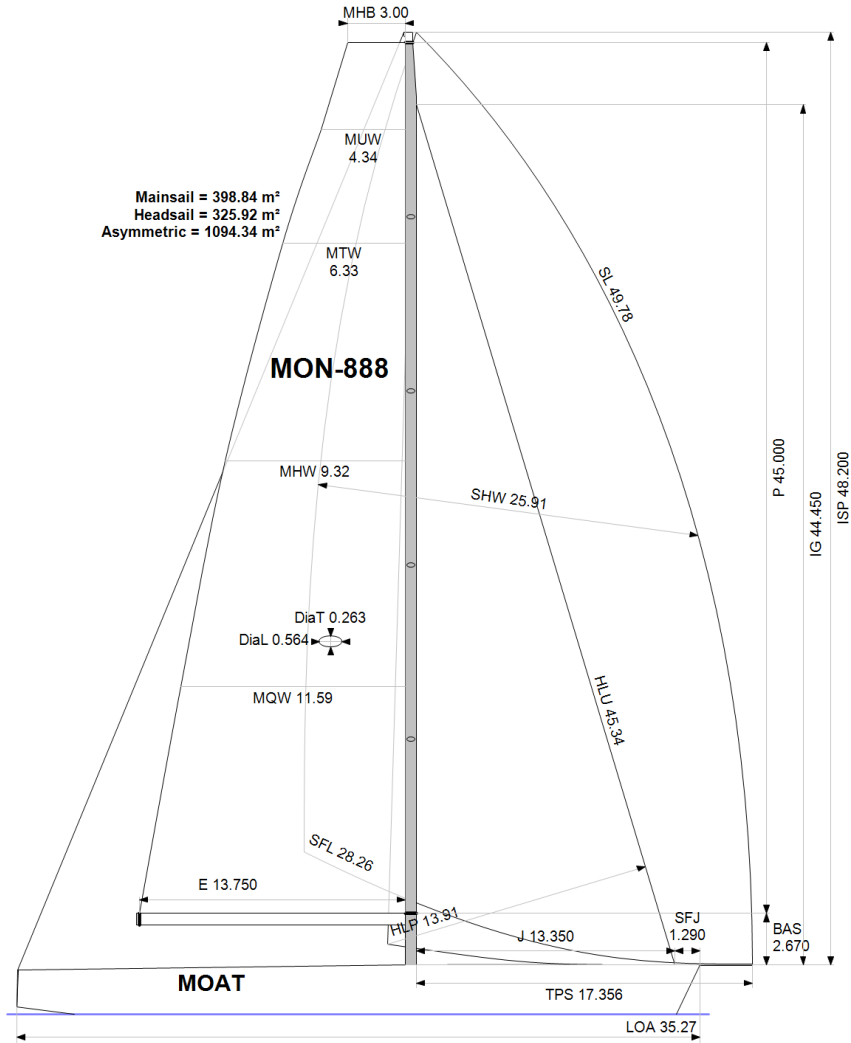 MHB 3.00
MUW
4.34
Mainsail = 398.84 m²
Headsail = 325.92 m²
Asymmetric = 1094.34 m²
MTW
6.33
SL 49.78
MON-888
P 45.000
IG 44.450
ISP 48.200
MHW 9.32
SHW 25.91
DiaT 0.263
DiaL 0.564
MQW 11.59
HLU 45.34
SFL 28.26
E 13.750
HLP 13.91
J 13.350
SFJ
1.290
BAS
2.670
MOAT
TPS 17.356
LOA 35.27